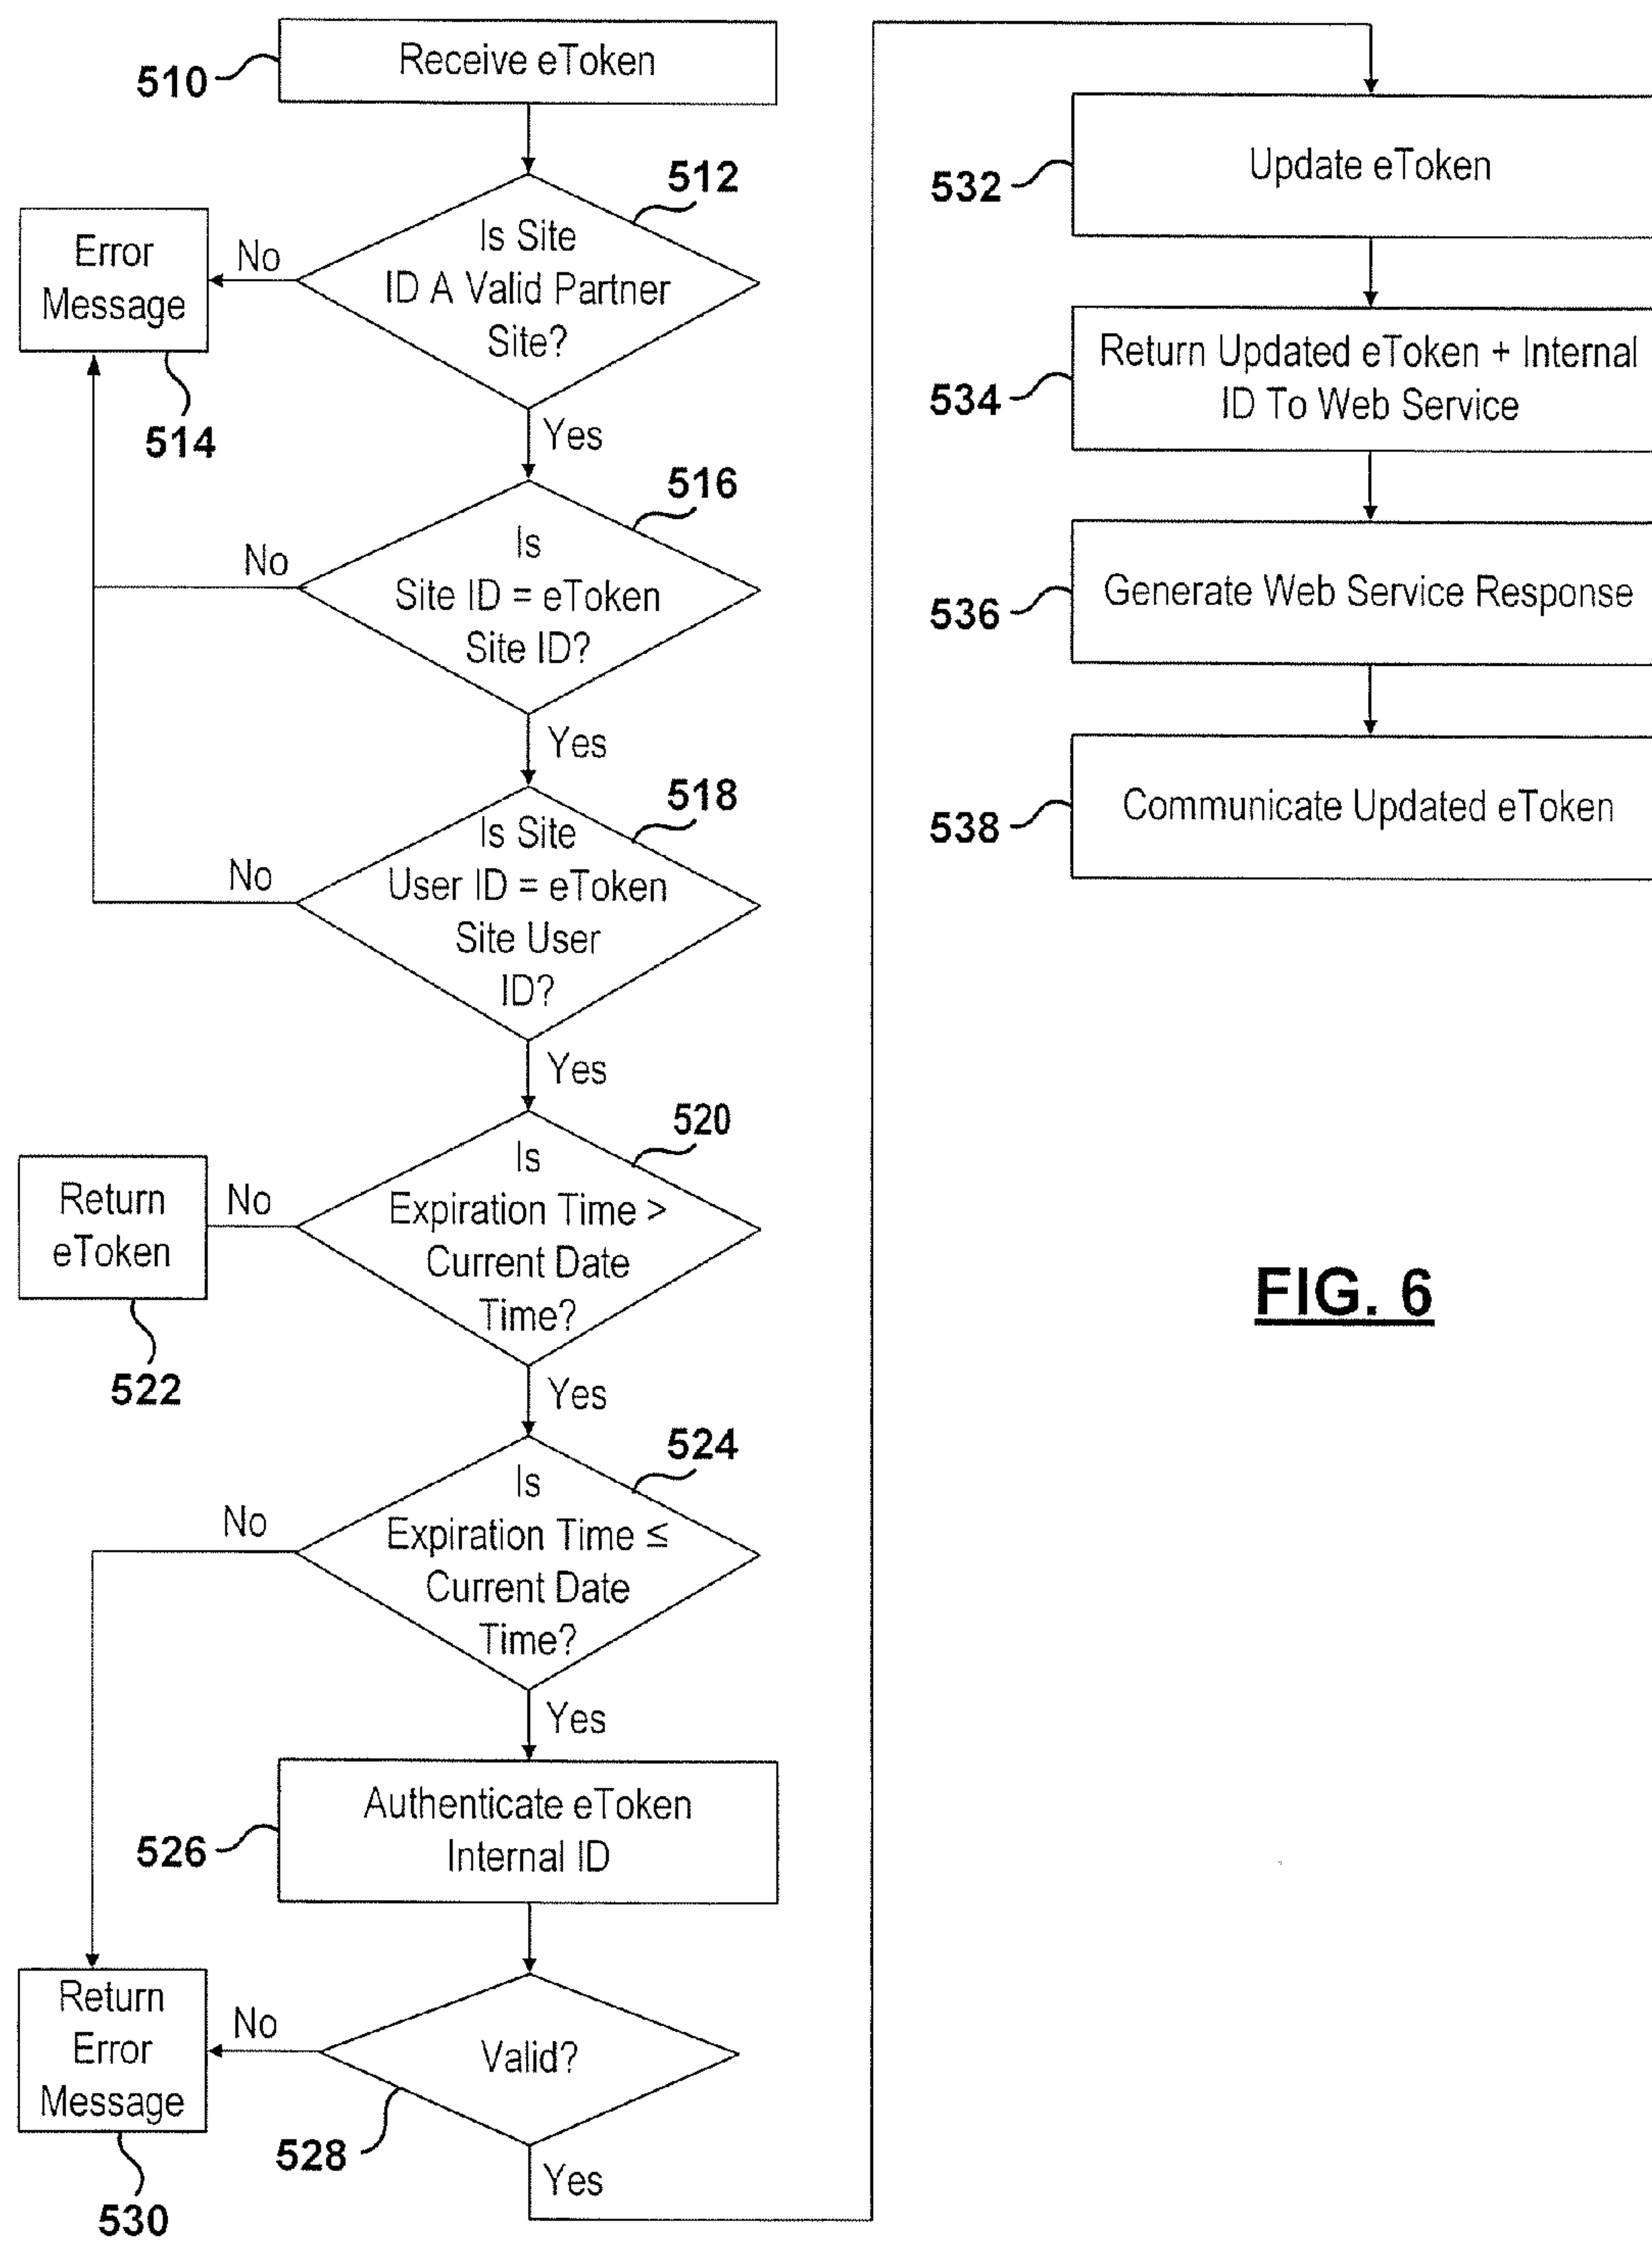 Receive eToken
510
512
Is Site
ID A Valid Partner
Site?
No
Error
Message
514
Yes
516
Is
Site ID = eToken
Site ID?
No
Yes
518
Is Site
User ID = eToken
Site User
ID?
No
Yes
520
Is
Expiration Time >
Current Date
Time?
No
Return
eToken
522
Yes
524
Is
Expiration Time ≤
Current Date
Time?
No
Yes
Authenticate eToken
Internal ID
526
Valid?
528
No
Return
Error
Message
530
Yes
Update eToken
532
Return Updated eToken + Internal
ID To Web Service
534
Generate Web Service Response
536
Communicate Updated eToken
538
FIG. 6